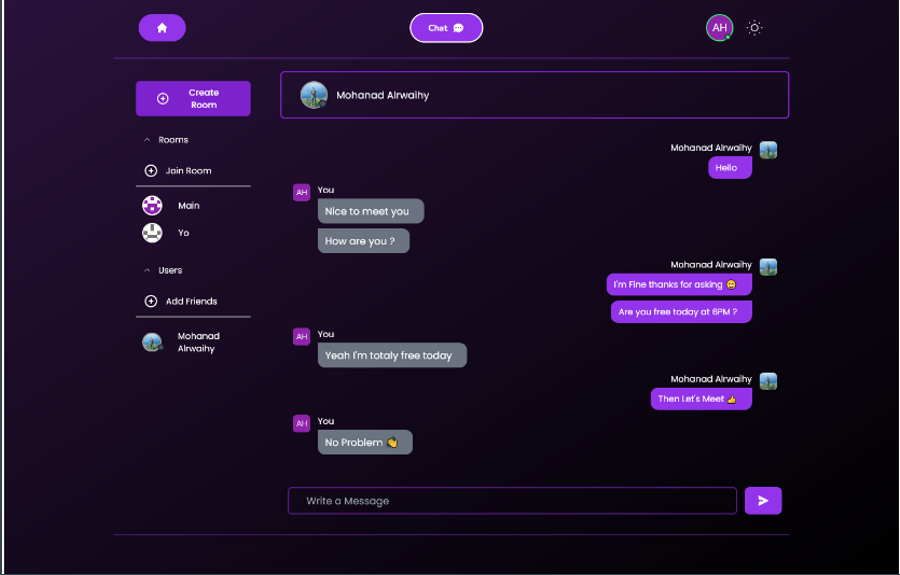 Chat
AH
Create
Room
Mohanad Alrwaihy
Rooms
Join Room
Main
Yo
Users
Add Friends
Mohanad
Alrwaihy
Mohanad Alrwaihy
Hello
AH
You
Nice to meet you
How are you ?
Mohanad Alrwaihy
I'm Fine thanks for asking 😄
Are you free today at 6PM ?
AH
You
Yeah I'm totaly free today
Mohanad Alrwaihy
Then Let's Meet 👍
AH
You
No Problem 👏
Write a Message